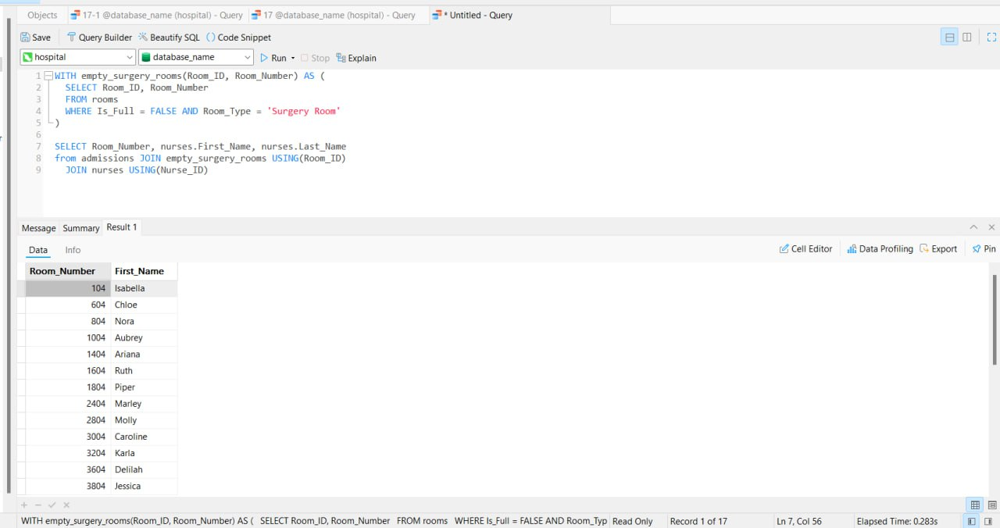 Objects 17-1 @database_name (hospital) - Query 17 @database_name (hospital) - Query * Untitled - Query
Save Query Builder Beautify SQL () Code Snippet
hospital database_name Run Stop Explain
1 WITH empty_surgery_rooms(Room_ID, Room_Number) AS (
2 SELECT Room_ID, Room_Number
3 FROM rooms
4 WHERE Is_Full = FALSE AND Room_Type = 'Surgery Room'
5 )
6
7 SELECT Room_Number, nurses.First_Name, nurses.Last_Name
8 from admissions JOIN empty_surgery_rooms USING(Room_ID)
9 JOIN nurses USING(Nurse_ID)
Message Summary Result 1
Data Info Cell Editor Data Profiling Export Pin
Room_Number First_Name
104 Isabella
604 Chloe
804 Nora
1004 Aubrey
1404 Ariana
1604 Ruth
1804 Piper
2404 Marley
2804 Molly
3004 Caroline
3204 Karla
3604 Delilah
3804 Jessica
WITH empty_surgery_rooms(Room_ID, Room_Number) AS ( SELECT Room_ID, Room_Number FROM rooms WHERE Is_Full = FALSE AND Room_Typ Read Only Record 1 of 17 Ln 7, Col 56 Elapsed Time: 0.283s